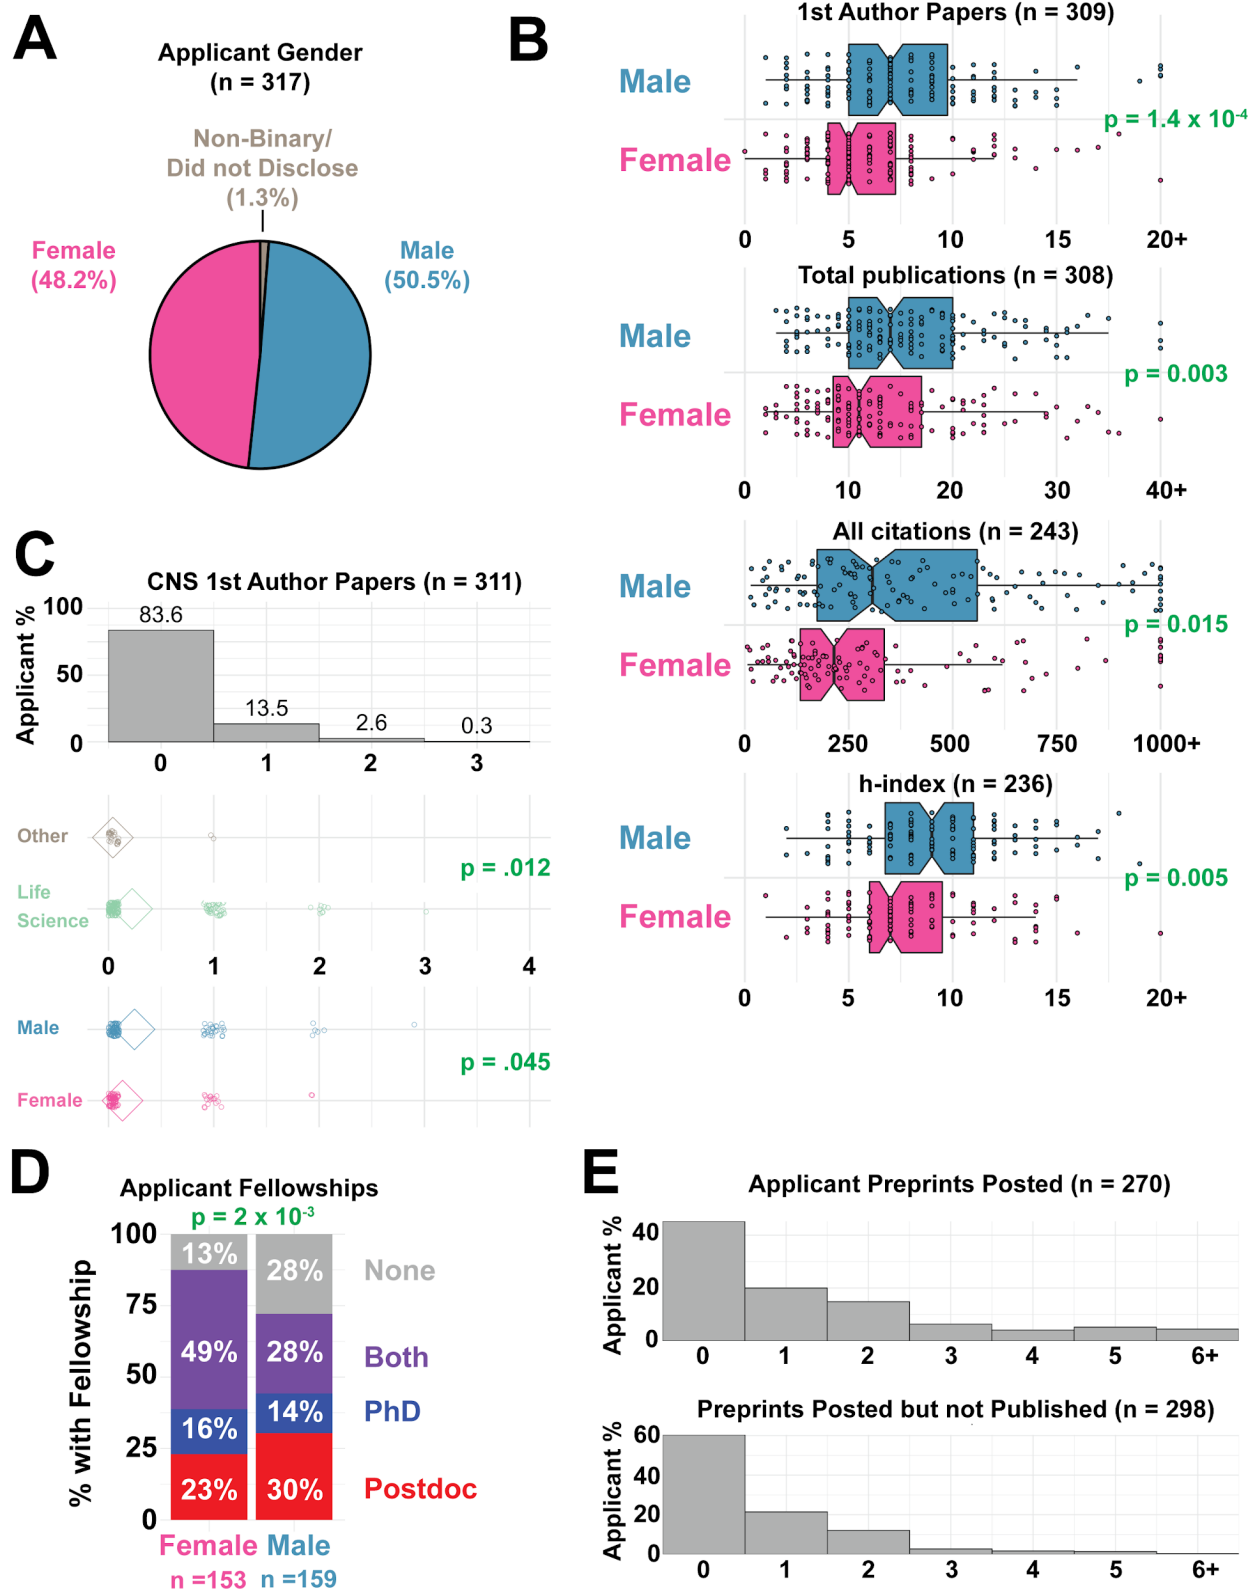 A
Applicant Gender
(n = 317)
Non-Binary/
Did not Disclose
(1.3%)
Female
(48.2%)
Male
(50.5%)
B
1st Author Papers (n = 309)
Male
Female
p = 1.4 x 10-4
0 5 10 15 20+
Total publications (n = 308)
Male
Female
p = 0.003
0 10 20 30 40+
All citations (n = 243)
Male
Female
p = 0.015
0 250 500 750 1000+
h-index (n = 236)
Male
Female
p = 0.005
0 5 10 15 20+
C
CNS 1st Author Papers (n = 311)
Applicant %
100
50
0
83.6
13.5
2.6
0.3
0 1 2 3
Other
Life
Science
p = .012
0 1 2 3 4
Male
Female
p = .045
D
Applicant Fellowships
p = 2 x 10-3
% with Fellowship
100
75
50
25
0
13% 28% None
49% 28% Both
16% 14% PhD
23% 30% Postdoc
Female Male
n =153 n =159
E
Applicant Preprints Posted (n = 270)
Applicant %
40
20
0
0 1 2 3 4 5 6+
Preprints Posted but not Published (n = 298)
Applicant %
60
40
20
0
0 1 2 3 4 5 6+